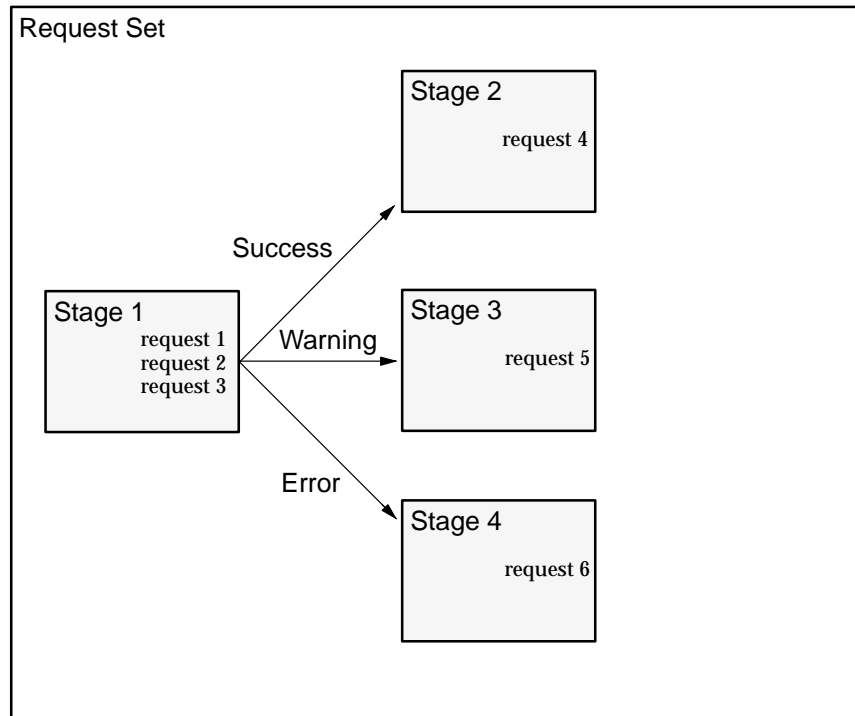 Request Set
Stage 2
request 4
Success
Stage 1
request 1
request 2
request 3
Warning
Stage 3
request 5
Error
Stage 4
request 6